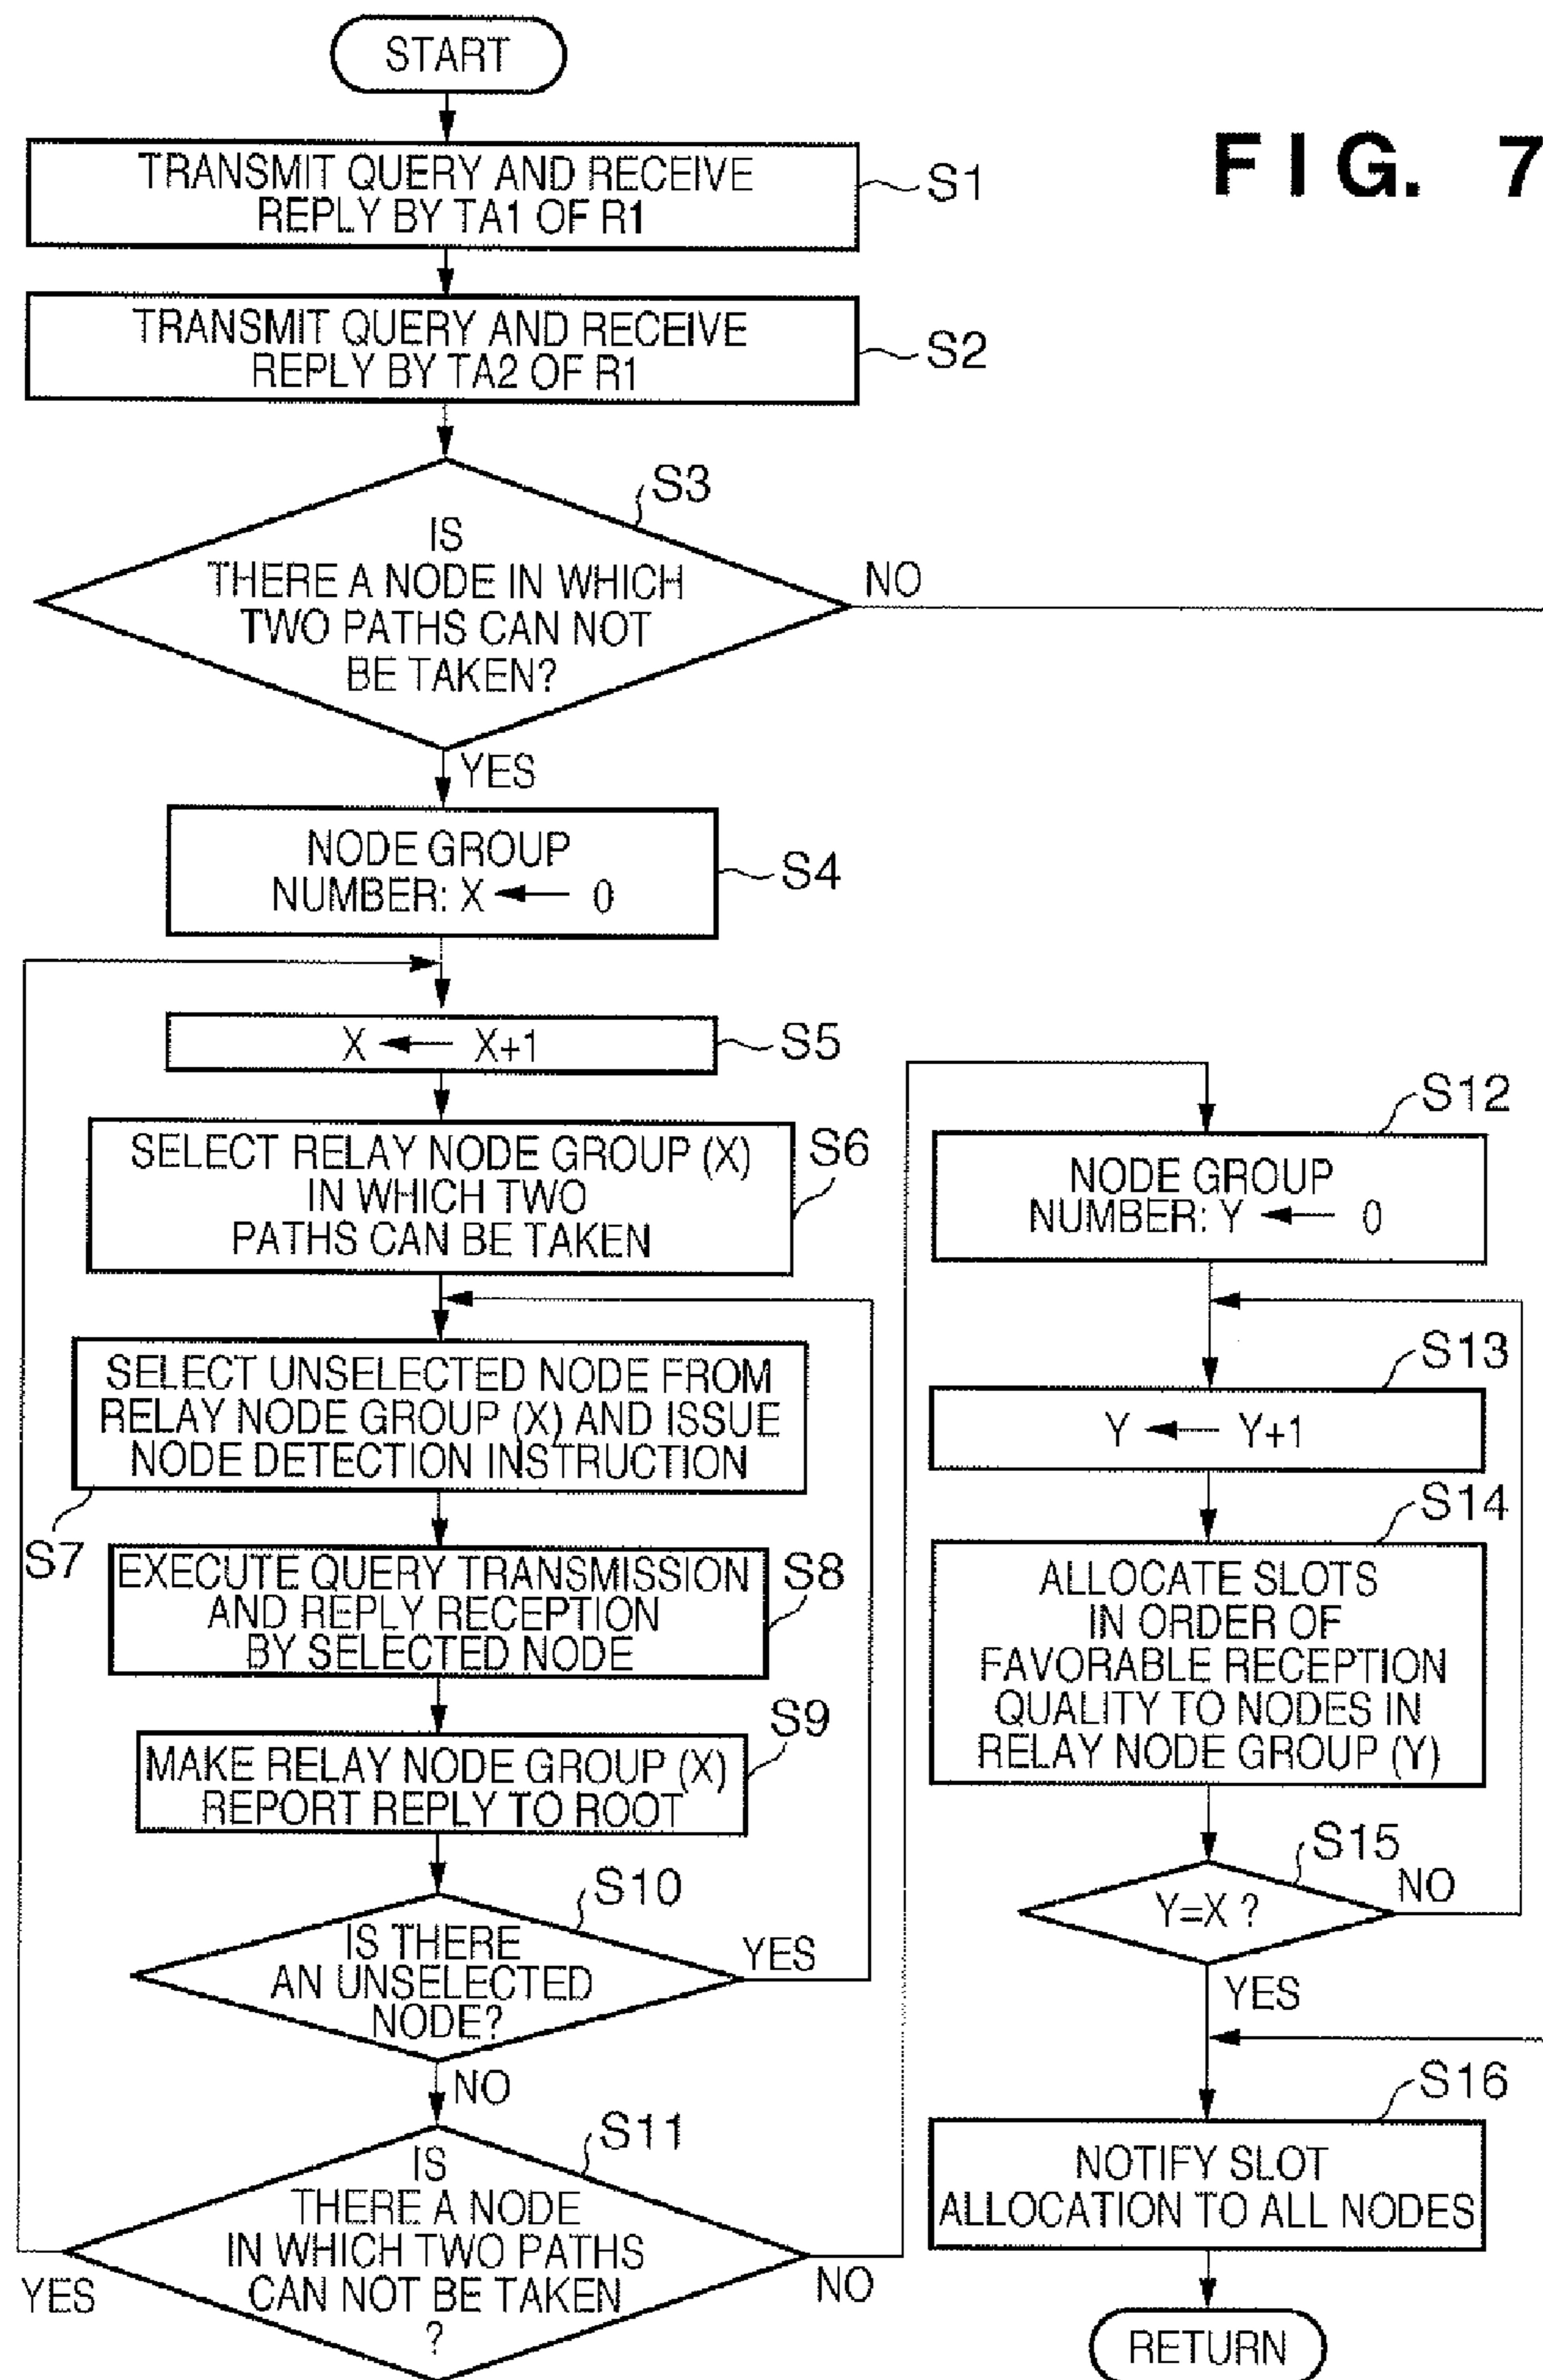 FIG. 7
START
TRANSMIT QUERY AND RECEIVE
REPLY BY TA1 OF R1
S1
TRANSMIT QUERY AND RECEIVE
REPLY BY TA2 OF R1
S2
S3
IS
THERE A NODE IN WHICH
TWO PATHS CAN NOT
BE TAKEN?
NO
YES
NODE GROUP
NUMBER: X ← 0
S4
X ← X+1
S5
SELECT RELAY NODE GROUP (X)
IN WHICH TWO
PATHS CAN BE TAKEN
S6
SELECT UNSELECTED NODE FROM
RELAY NODE GROUP (X) AND ISSUE
NODE DETECTION INSTRUCTION
S7
EXECUTE QUERY TRANSMISSION
AND REPLY RECEPTION
BY SELECTED NODE
S8
MAKE RELAY NODE GROUP (X)
REPORT REPLY TO ROOT
S9
S10
IS THERE
AN UNSELECTED
NODE?
YES
NO
S11
IS
THERE A NODE
IN WHICH TWO PATHS
CAN NOT BE TAKEN
?
YES
NO
S12
NODE GROUP
NUMBER: Y ← 0
S13
Y ← Y+1
S14
ALLOCATE SLOTS
IN ORDER OF
FAVORABLE RECEPTION
QUALITY TO NODES IN
RELAY NODE GROUP (Y)
S15
Y=X ?
NO
YES
S16
NOTIFY SLOT
ALLOCATION TO ALL NODES
RETURN